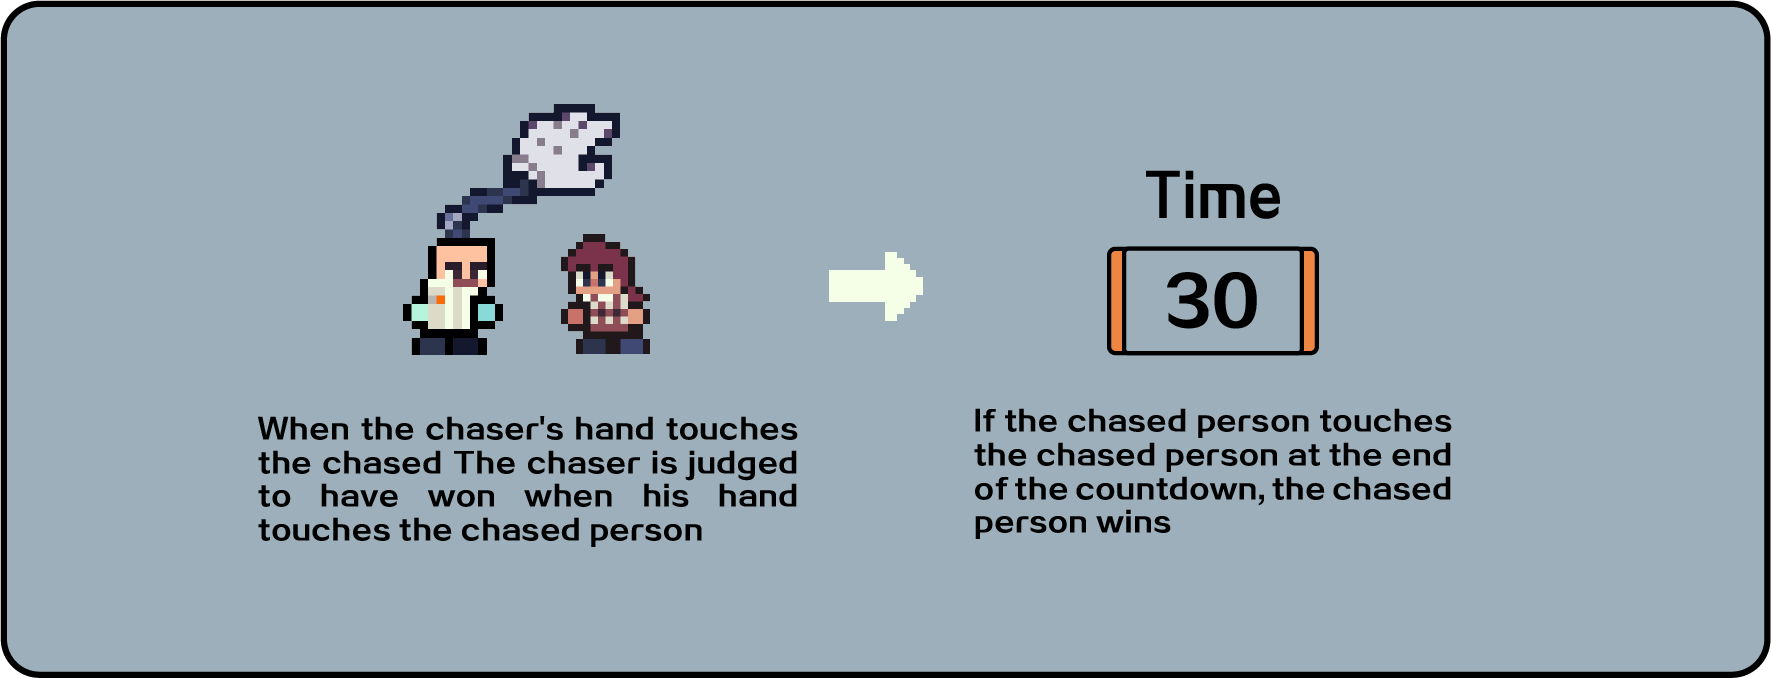 When the chaser's hand touches
the chased The chaser is judged
to have won when his hand
touches the chased person
Time
30
If the chased person touches
the chased person at the end
of the countdown, the chased
person wins